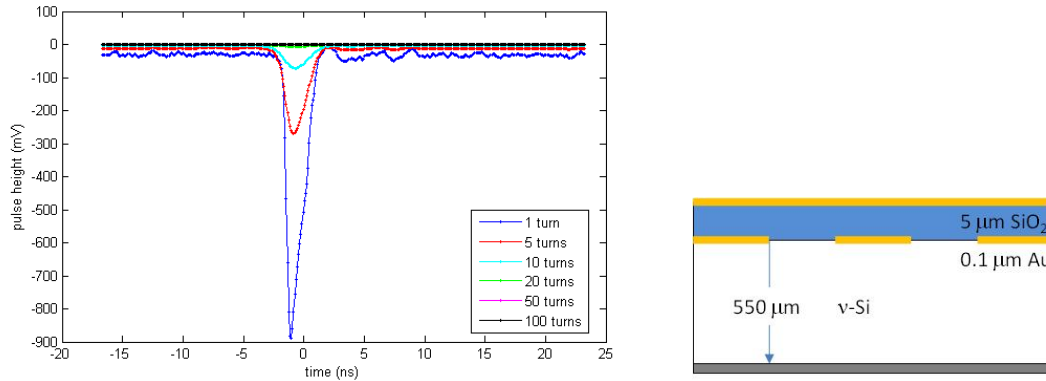 100
0
-100
-200
-300
-400
-500
-600
-700
-800
-900
pulse height (mV)
-20
-15
-10
-5
0
5
10
15
20
25
time (ns)
1 turn
5 turns
10 turns
20 turns
50 turns
100 turns
5 μm SiO₂
0.1 μm Au
550 μm
ν-Si